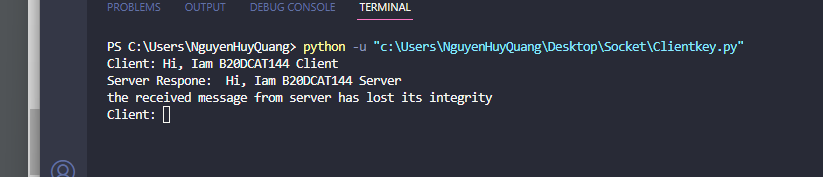 PROBLEMS OUTPUT DEBUG CONSOLE TERMINAL
PS C:\Users\NguyenHuyQuang> python -u "c:\Users\NguyenHuyQuang\Desktop\Socket\Clientkey.py"
Client: Hi, Iam B20DCAT144 Client
Server Respone:  Hi, Iam B20DCAT144 Server
the received message from server has lost its integrity
Client: